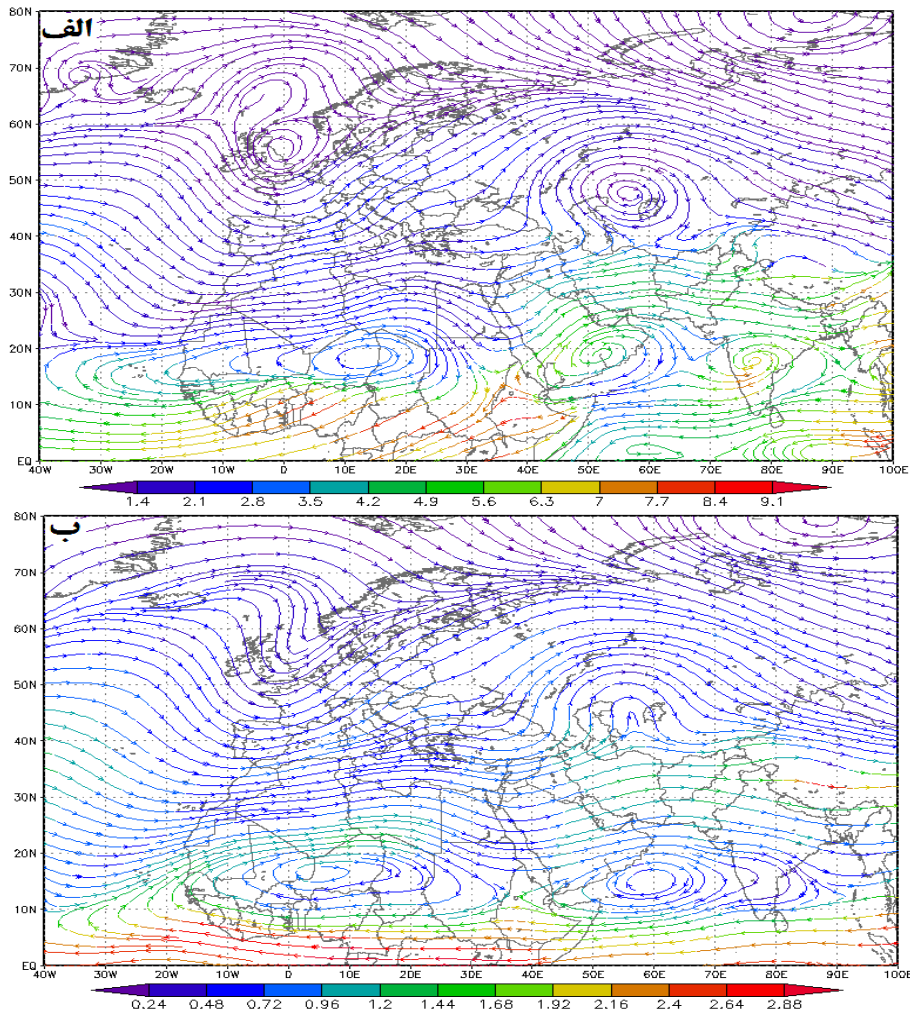 الف
80N
70N
60N
50N
40N
30N
20N
10N
EQ
40W 30W 20W 10W 0 10E 20E 30E 40E 50E 60E 70E 80E 90E 100E
1.4 2.1 2.8 3.5 4.2 4.9 5.6 6.3 7 7.7 8.4 9.1
ب
80N
70N
60N
50N
40N
30N
20N
10N
EQ
40W 30W 20W 10W 0 10E 20E 30E 40E 50E 60E 70E 80E 90E 100E
0.24 0.48 0.72 0.96 1.2 1.44 1.68 1.92 2.16 2.4 2.64 2.88